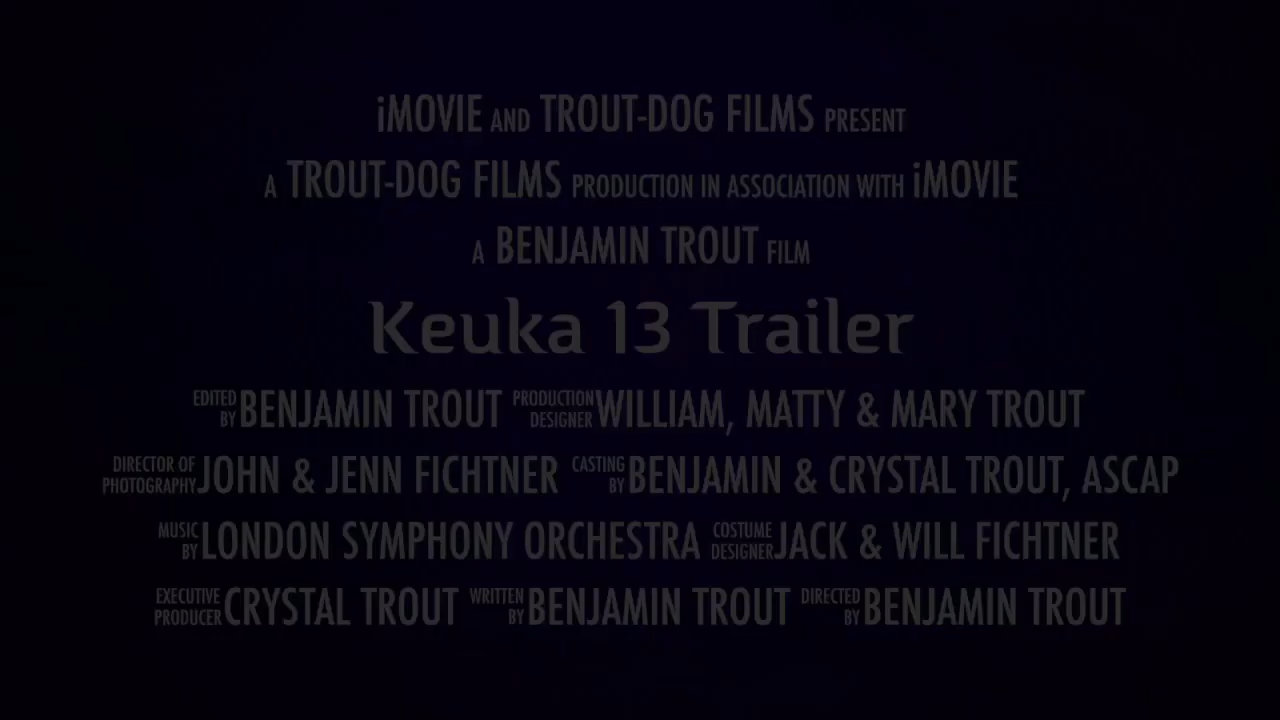 iMOVIE AND TROUT-DOG FILMS PRESENT
A TROUT-DOG FILMS PRODUCTION IN ASSOCIATION WITH iMOVIE
A BENJAMIN TROUT FILM
Keuka 13 Trailer
EDITED BY BENJAMIN TROUT PRODUCTION DESIGNER WILLIAM, MATTY & MARY TROUT
DIRECTOR OF PHOTOGRAPHY JOHN & JENN FICHTNER CASTING BY BENJAMIN & CRYSTAL TROUT, ASCAP
MUSIC BY LONDON SYMPHONY ORCHESTRA COSTUME DESIGNER JACK & WILL FICHTNER
EXECUTIVE PRODUCER CRYSTAL TROUT WRITTEN BY BENJAMIN TROUT DIRECTED BY BENJAMIN TROUT